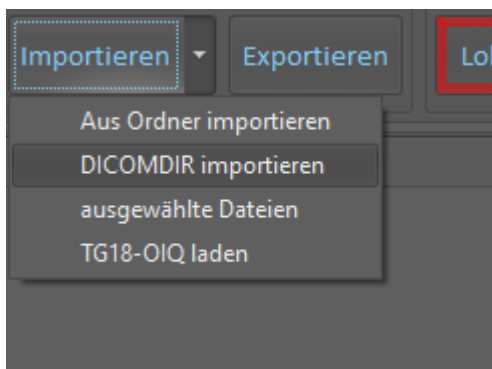 Importieren
Exportieren
Aus Ordner importieren
DICOMDIR importieren
ausgewählte Dateien
TG18-OIQ laden